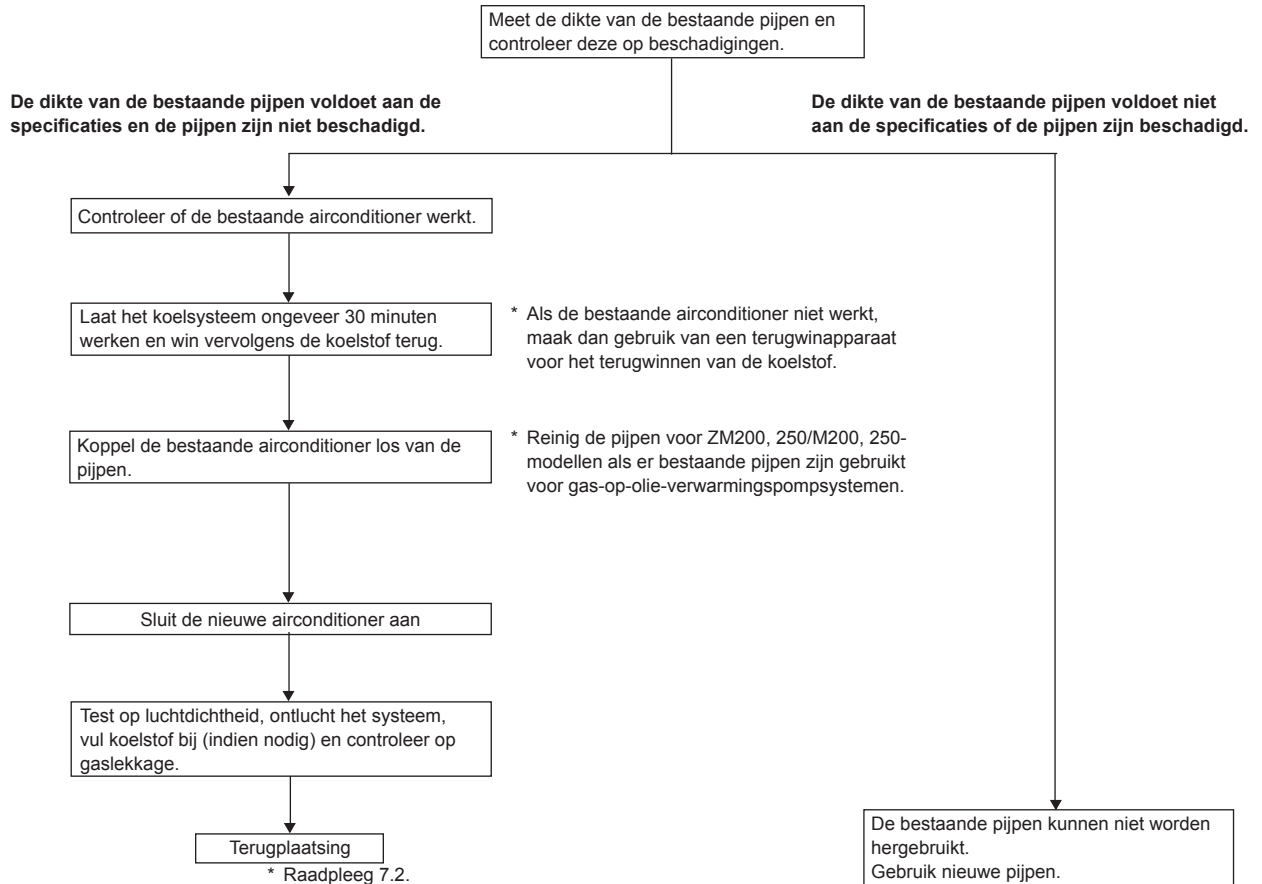 Meet de dikte van de bestaande pijpen en
controleer deze op beschadigingen.
De dikte van de bestaande pijpen voldoet aan de
specificaties en de pijpen zijn niet beschadigd.
De dikte van de bestaande pijpen voldoet niet
aan de specificaties of de pijpen zijn beschadigd.
Controleer of de bestaande airconditioner werkt.
Laat het koelsysteem ongeveer 30 minuten
werken en win vervolgens de koelstof terug.
* Als de bestaande airconditioner niet werkt,
maak dan gebruik van een terugwinapparaat
voor het terugwinnen van de koelstof.
Koppel de bestaande airconditioner los van de
pijpen.
* Reinig de pijpen voor ZM200, 250/M200, 250-
modellen als er bestaande pijpen zijn gebruikt
voor gas-op-olie-verwarmingspompsystemen.
Sluit de nieuwe airconditioner aan
Test op luchtdichtheid, ontlucht het systeem,
vul koelstof bij (indien nodig) en controleer op
gaslekkage.
Terugplaatsing
* Raadpleeg 7.2.
De bestaande pijpen kunnen niet worden
hergebruikt.
Gebruik nieuwe pijpen.